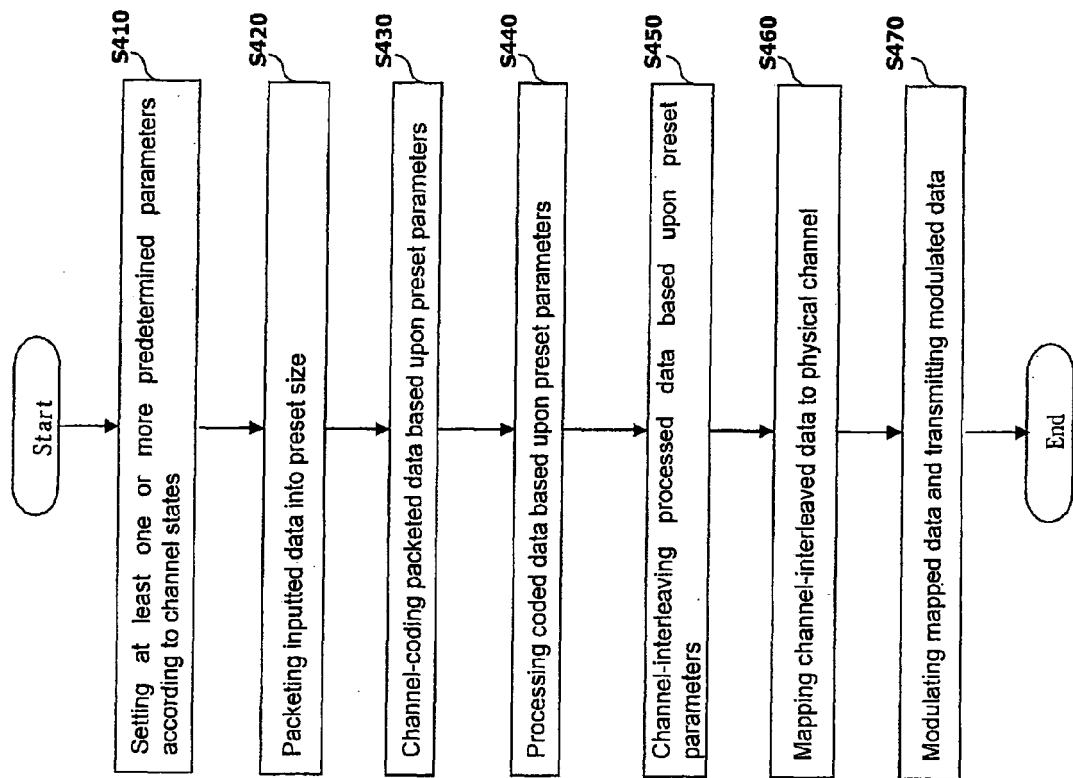 Start
S410
Setting at least one or more predetermined parameters
according to channel states
S420
Packeting inputted data into preset size
S430
Channel-coding packeted data based upon preset parameters
S440
Processing coded data based upon preset parameters
S450
Channel-interleaving processed data based upon preset
parameters
S460
Mapping channel-interleaved data to physical channel
S470
Modulating mapped data and transmitting modulated data
End